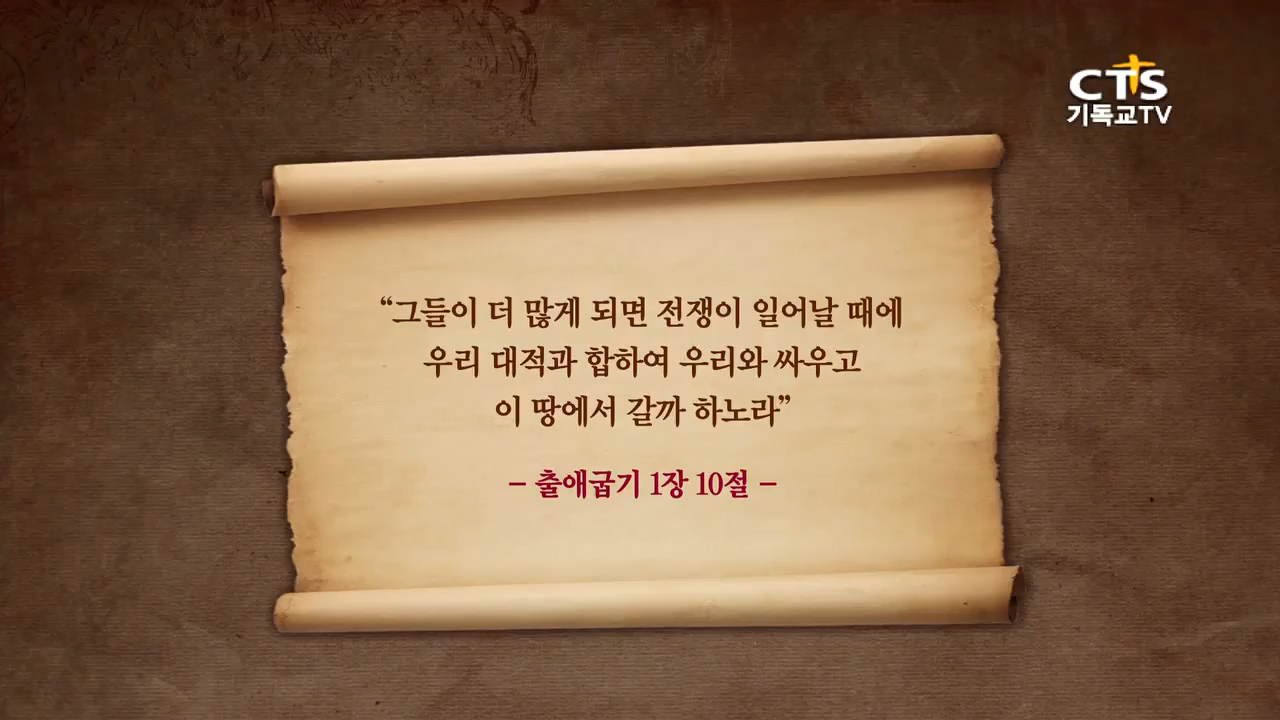 CTS
기독교TV
“그들이 더 많게 되면 전쟁이 일어날 때에
우리 대적과 합하여 우리와 싸우고
이 땅에서 갈까 하노라”
– 출애굽기 1장 10절 –